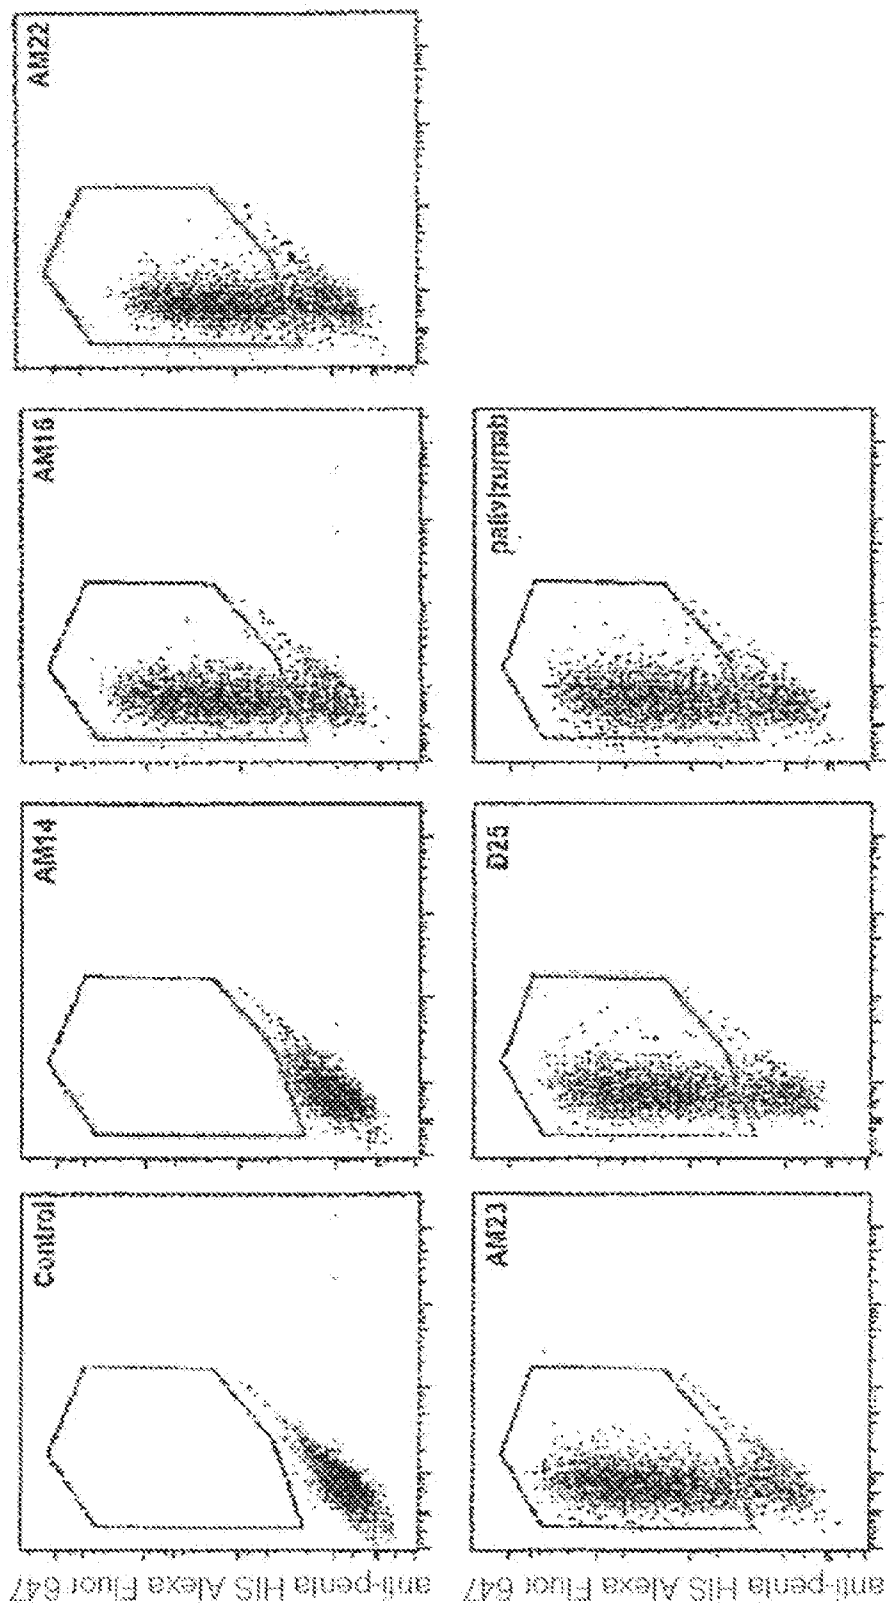 Control
AM14
AM16
AM22
anti-penta HIS Alexa Fluor 647
AM23
D25
palivizumab
anti-penta HIS Alexa Fluor 647